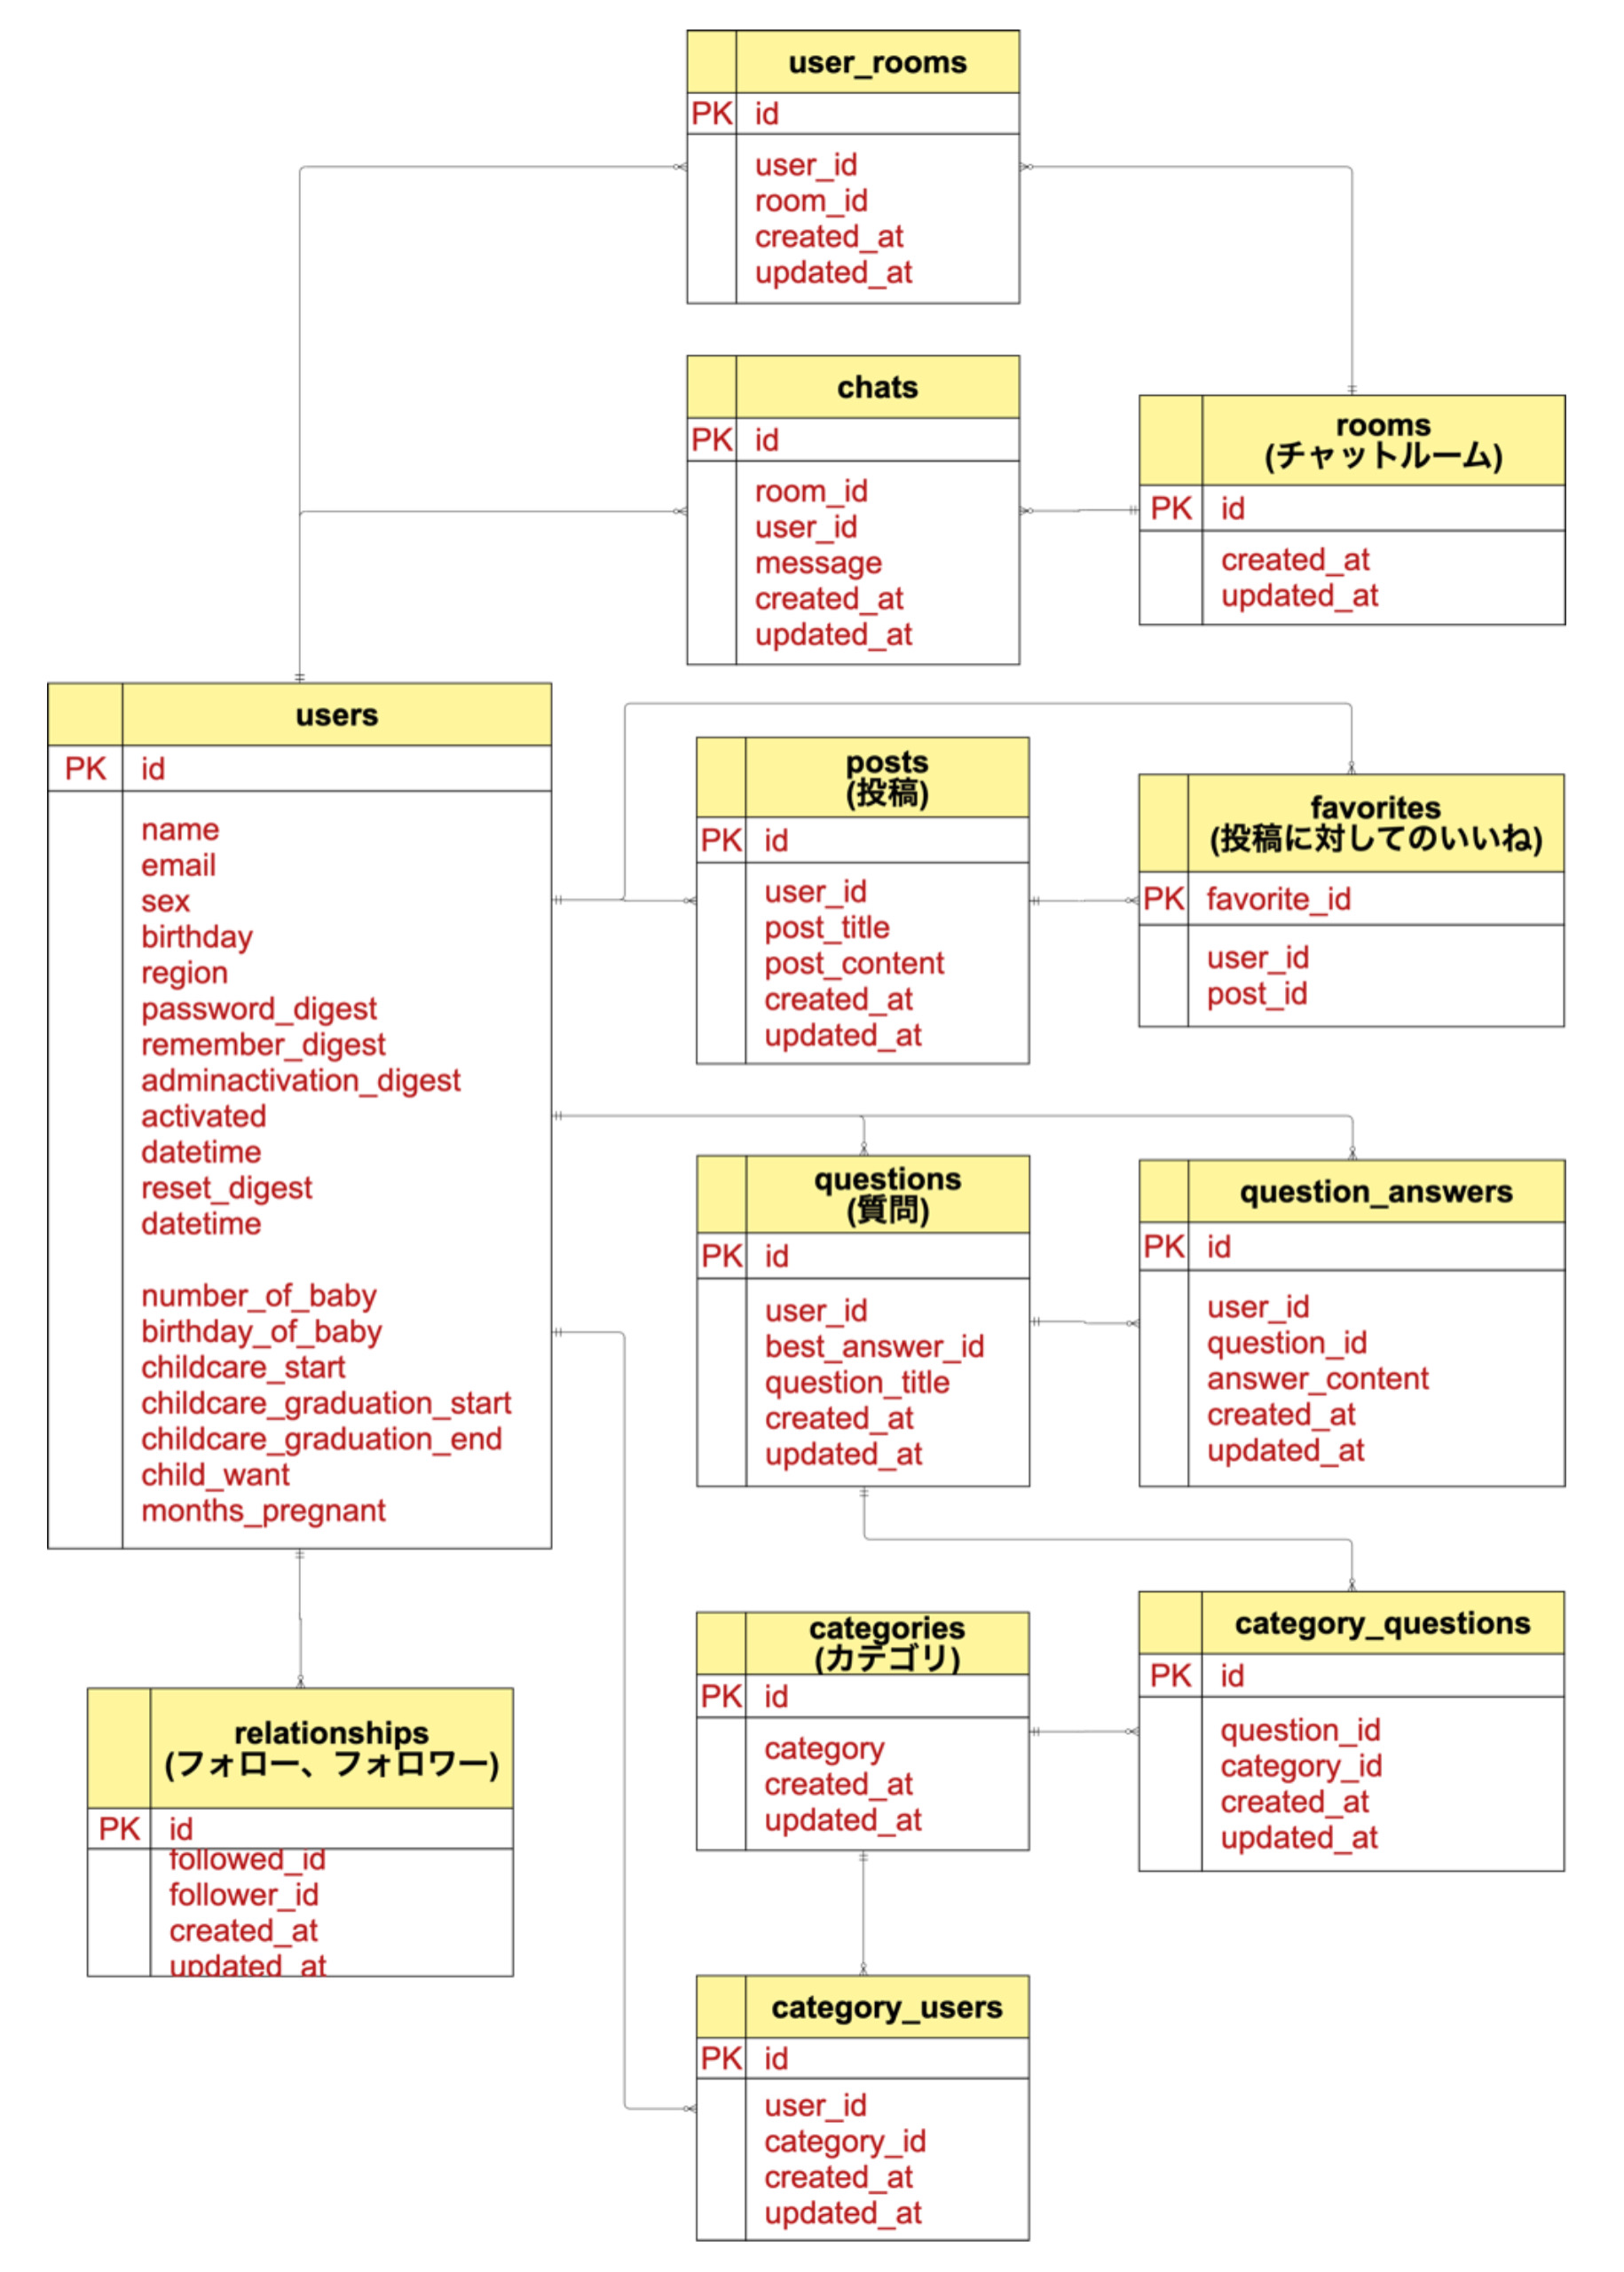 user_rooms
PK id
user_id
room_id
created_at
updated_at
chats
PK id
room_id
user_id
message
created_at
updated_at
rooms
(チャットルーム)
PK id
created_at
updated_at
users
PK id
name
email
sex
birthday
region
password_digest
remember_digest
adminactivation_digest
activated
datetime
reset_digest
datetime
number_of_baby
birthday_of_baby
childcare_start
childcare_graduation_start
childcare_graduation_end
child_want
months_pregnant
posts
(投稿)
PK id
user_id
post_title
post_content
created_at
updated_at
favorites
(投稿に対してのいいね)
PK favorite_id
user_id
post_id
questions
(質問)
PK id
user_id
best_answer_id
question_title
created_at
updated_at
question_answers
PK id
user_id
question_id
answer_content
created_at
updated_at
relationships
(フォロー、フォロワー)
PK id
followed_id
follower_id
created_at
updated_at
categories
(カテゴリ)
PK id
category
created_at
updated_at
category_questions
PK id
question_id
category_id
created_at
updated_at
category_users
PK id
user_id
category_id
created_at
updated_at